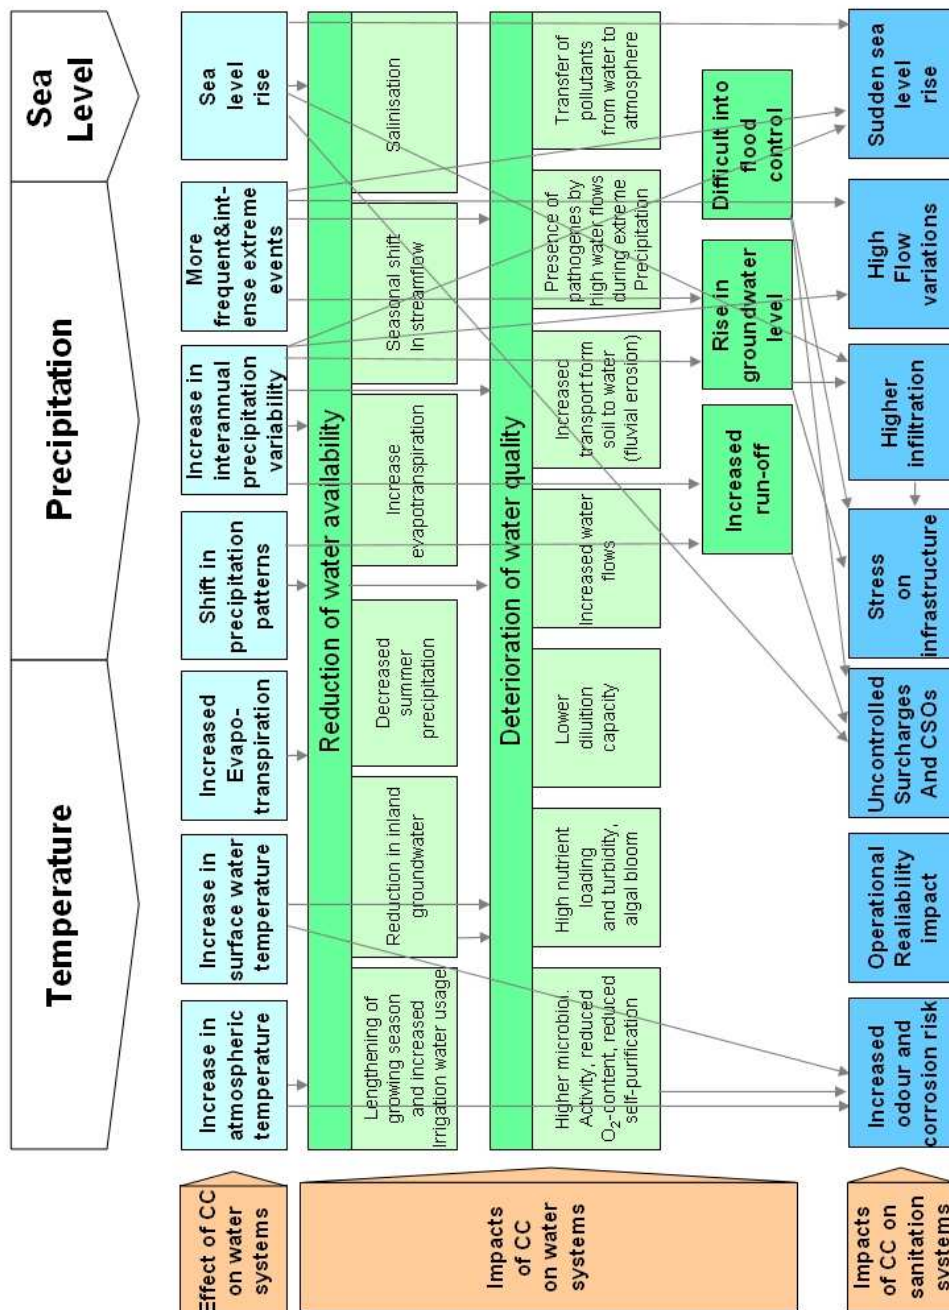 Temperature
Precipitation
Sea
Level
Effect of CC
on water
systems
Increase in
atmospheric
temperature
Increase in
surface water
temperature
Increased
Evapo-
transpiration
Shift in
precipitation
patterns
Increase in
interannual
precipitation
variability
More
frequent&int-
ense extreme
events
Sea
level
rise
Impacts
of CC
on water
systems
Reduction of water availability
Lengthening of
growing season
and increased
Irrigation water usage
Reduction in inland
groundwater
Decreased
summer
precipitation
Increase
evapotranspiration
Seasonal shift
In streamflow
Salinisation
Deterioration of water quality
Higher microbiol.
Activity, reduced
O₂-content, reduced
self-purification
High nutrient
loading
and turbidity,
algal bloom
Lower
diluition
capacity
Increased water
flows
Increased
transport form
soil to water
(fluvial erosion)
Presence of
pathogenes by
high water flows
during extreme
Precipitation
Transfer of
pollutants
from water to
atmosphere
Increased
run-off
Rise in
groundwater
level
Difficult into
flood
control
Impacts
of CC on
sanitation
systems
Increased
odour and
corrosion risk
Operational
Realiability
impact
Uncontrolled
Surcharges
And CSOs
Stress
on
infrastructure
Higher
infiltration
High
Flow
variations
Sudden sea
level
rise